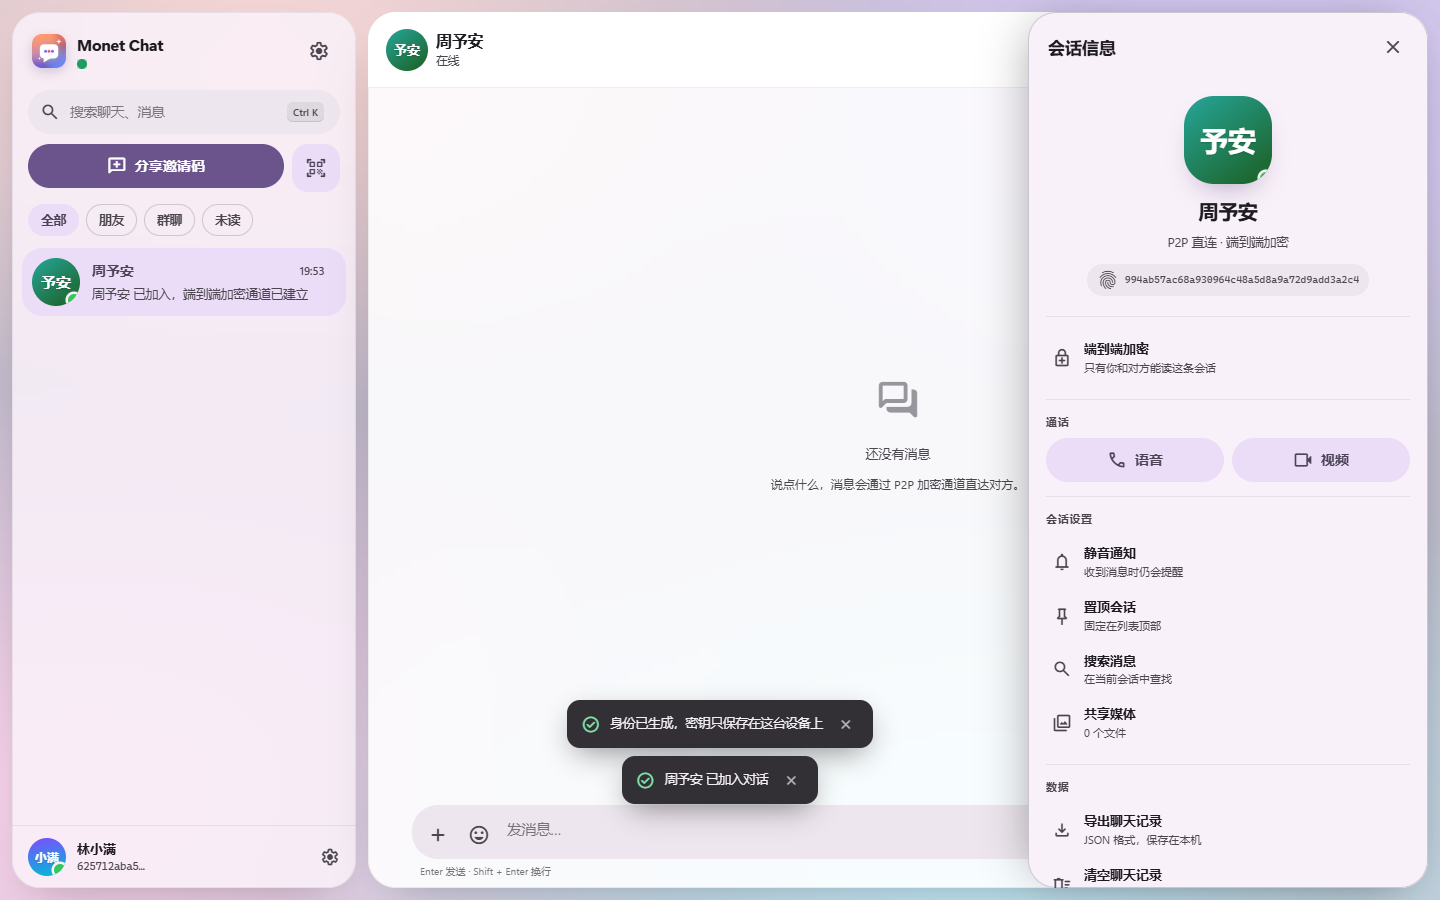 Monet Chat
搜索聊天、消息
Ctrl K
分享邀请码
全部
朋友
群聊
未读
予安
周予安
19:53
周予安 已加入，端到端加密通道已建立
小满
林小满
625712aba5…
予安
周予安
在线
还没有消息
说点什么，消息会通过 P2P 加密通道直达对方。
身份已生成，密钥只保存在这台设备上
周予安 已加入对话
发消息…
Enter 发送 · Shift + Enter 换行
会话信息
予安
周予安
P2P 直连 · 端到端加密
994ab57ac68a930964c48a5d8a9a72d9add3a2c4
端到端加密
只有你和对方能读这条会话
通话
语音
视频
会话设置
静音通知
收到消息时仍会提醒
置顶会话
固定在列表顶部
搜索消息
在当前会话中查找
共享媒体
0 个文件
数据
导出聊天记录
JSON 格式，保存在本机
清空聊天记录